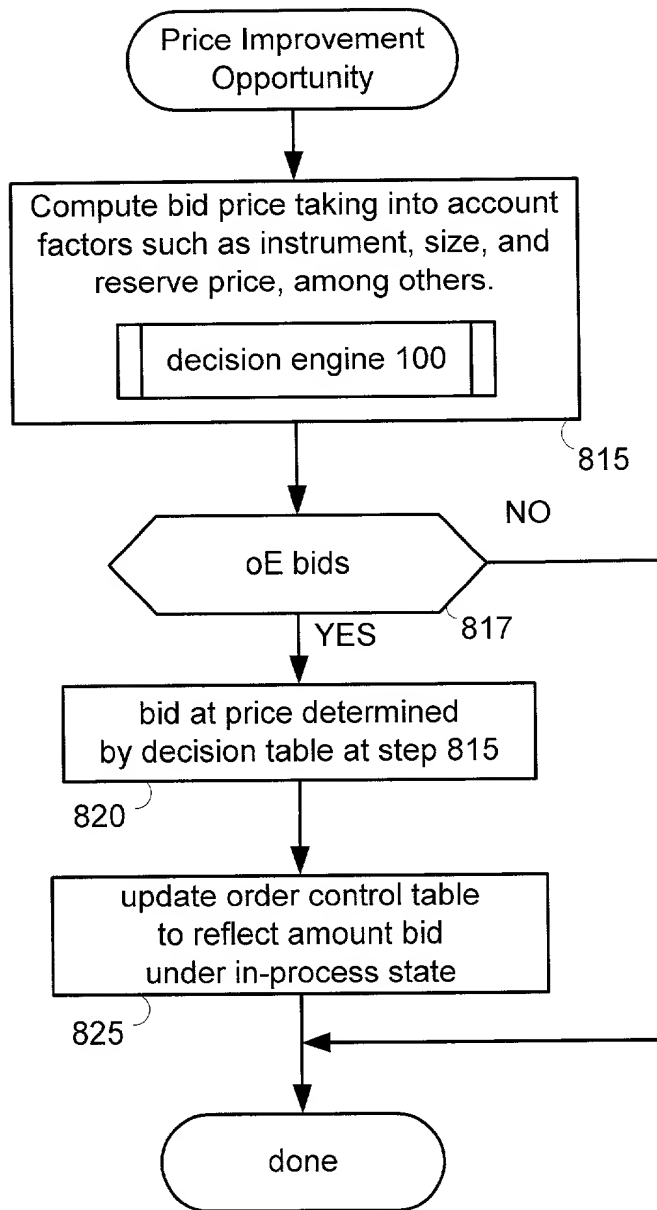 Price Improvement
Opportunity
Compute bid price taking into account
factors such as instrument, size, and
reserve price, among others.
decision engine 100
815
NO
oE bids
817
YES
bid at price determined
by decision table at step 815
820
update order control table
to reflect amount bid
under in-process state
825
done